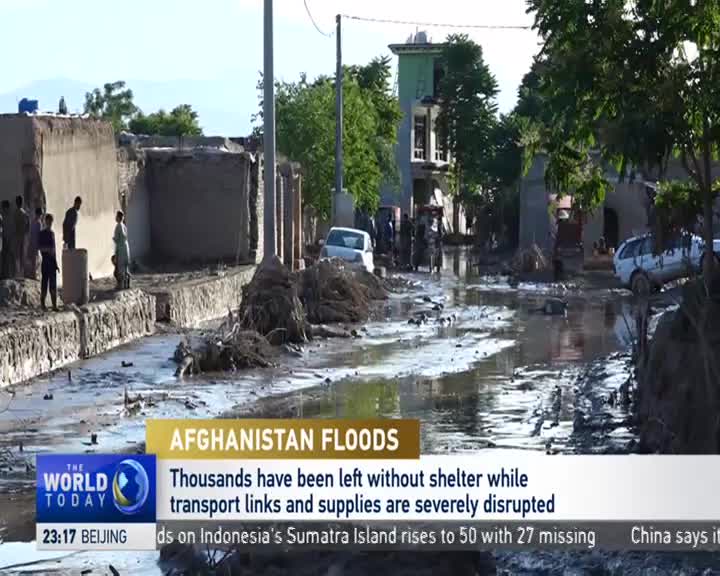 AFGHANISTAN FLOODS
THE
WORLD
TODAY
Thousands have been left without shelter while
transport links and supplies are severely disrupted
23:17 BEIJING
ds on Indonesia's Sumatra Island rises to 50 with 27 missing China says it